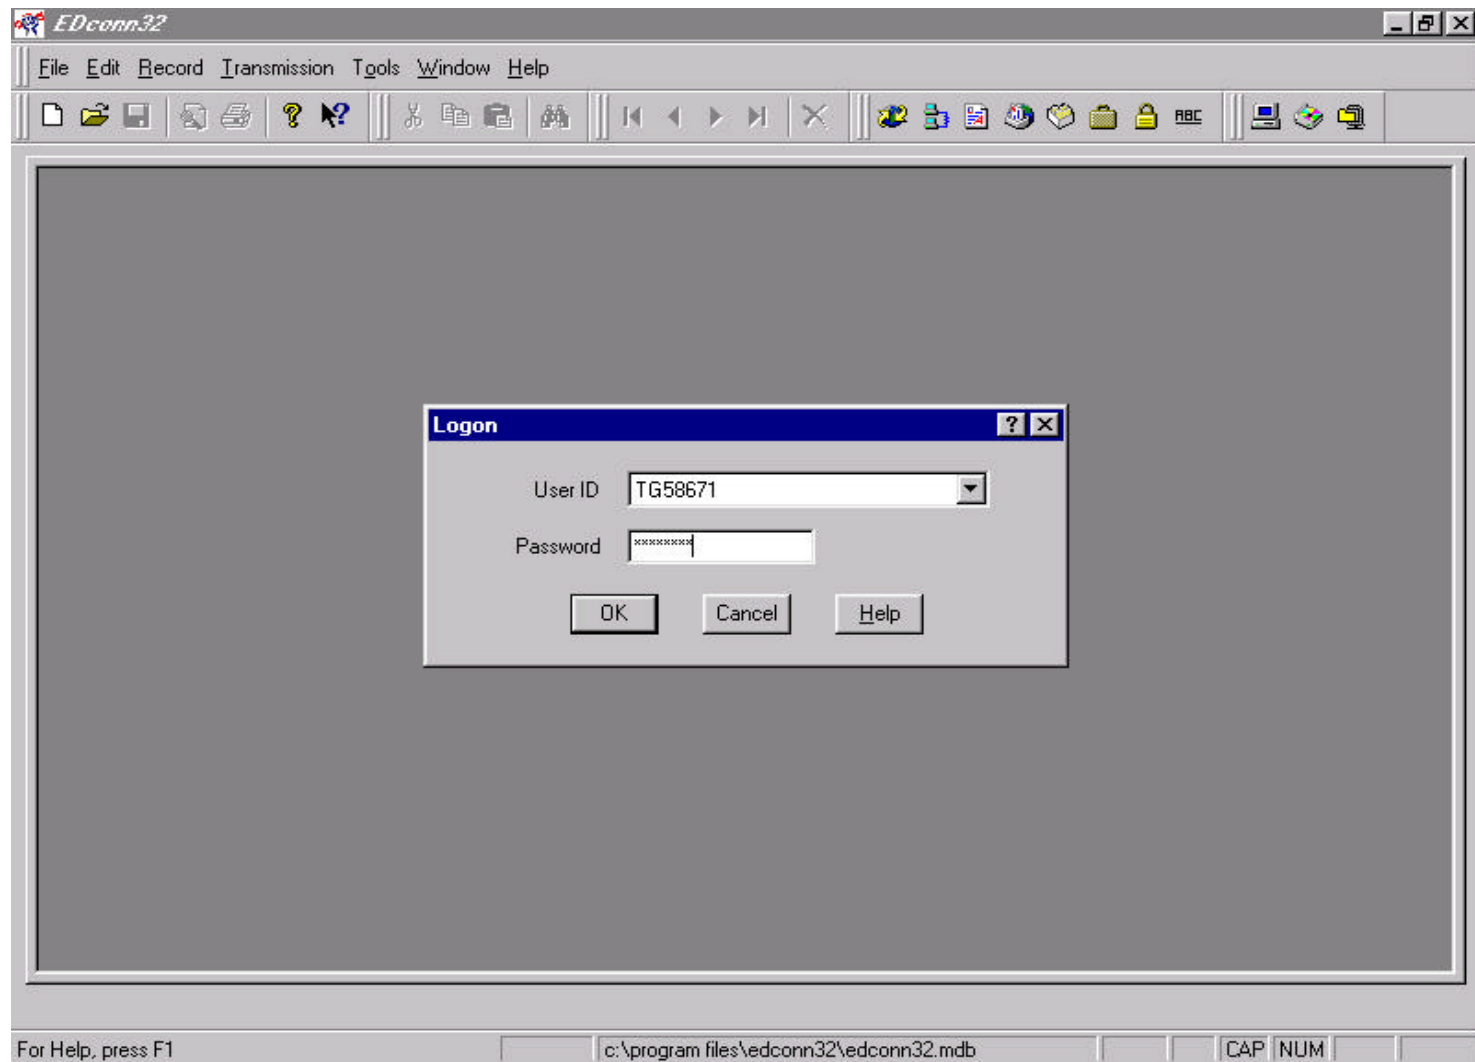 EDconn32
File Edit Record Transmission Tools Window Help
ABC
Logon
User ID TG58671
Password ********
OK Cancel Help
For Help, press F1 c:\program files\edconn32\edconn32.mdb CAP NUM